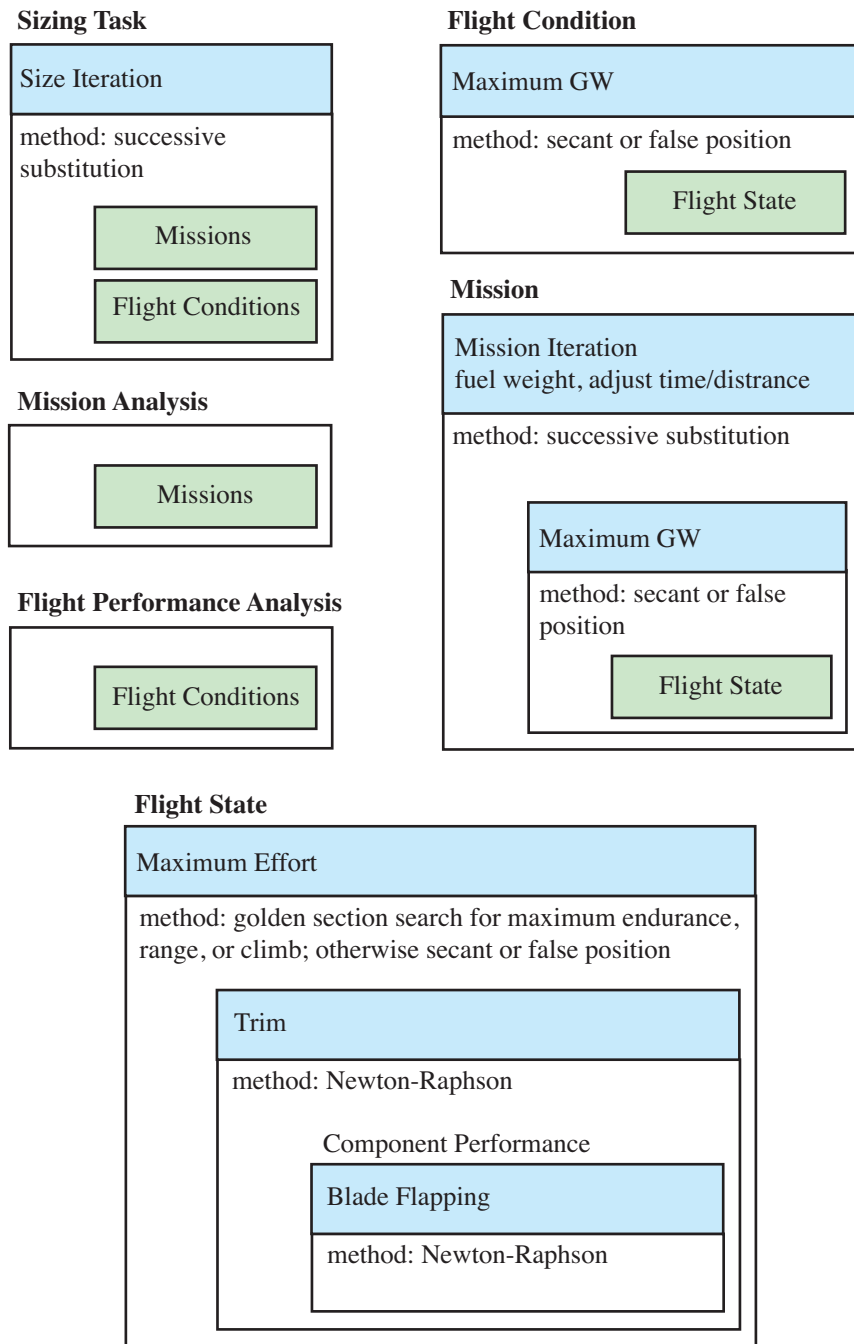 Sizing Task
Size Iteration
method: successive
substitution
Missions
Flight Conditions
Mission Analysis
Missions
Flight Performance Analysis
Flight Conditions
Flight Condition
Maximum GW
method: secant or false position
Flight State
Mission
Mission Iteration
fuel weight, adjust time/distrance
method: successive substitution
Maximum GW
method: secant or false
position
Flight State
Flight State
Maximum Effort
method: golden section search for maximum endurance,
range, or climb; otherwise secant or false position
Trim
method: Newton-Raphson
Component Performance
Blade Flapping
method: Newton-Raphson